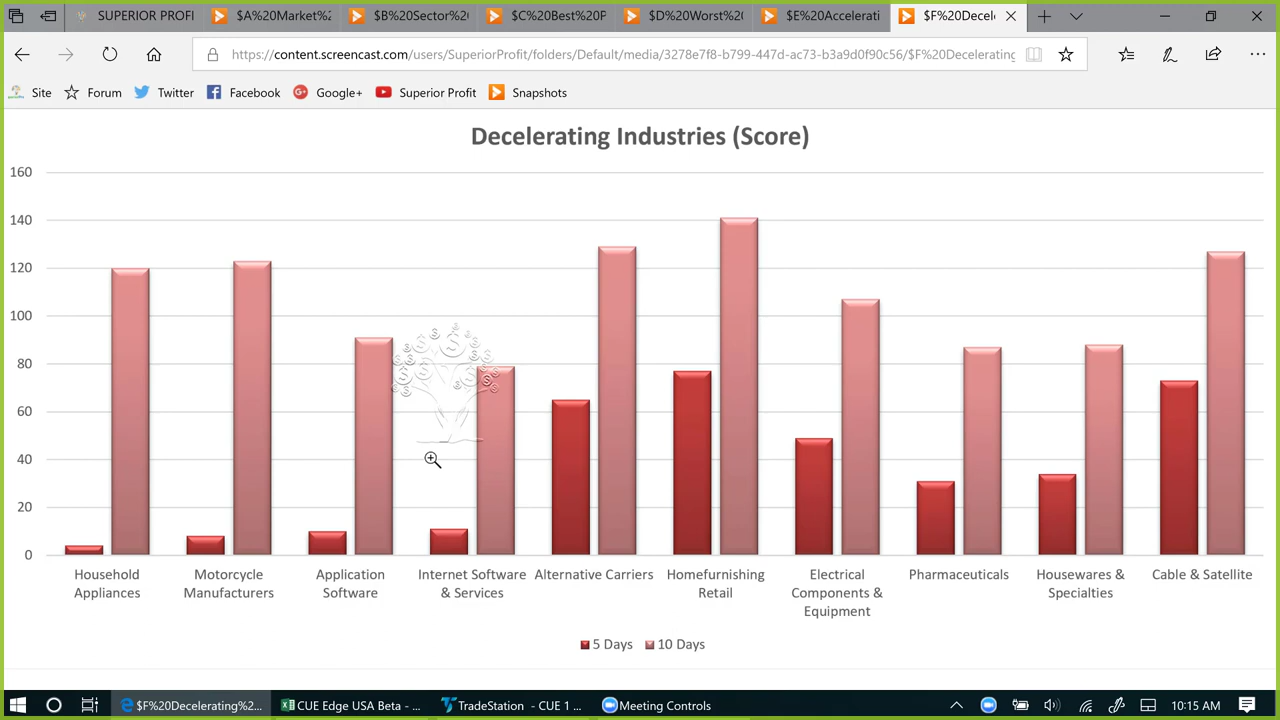 SUPERIOR PROFI
$A%20Market%2
$B%20Sector%2
$C%20Best%20P
$D%20Worst%2
$E%20Accelerati
$F%20Decel
https://content.screencast.com/users/SuperiorProfit/folders/Default/media/3278e7f8-b799-447d-ac73-b3a9d0f90c56/$F%20Decelerating
Site
Forum
Twitter
Facebook
Google+
Superior Profit
Snapshots
Decelerating Industries (Score)
160
140
120
100
80
60
40
20
0
Household
Appliances
Motorcycle
Manufacturers
Application
Software
Internet Software
& Services
Alternative Carriers
Homefurnishing
Retail
Electrical
Components &
Equipment
Pharmaceuticals
Housewares &
Specialties
Cable & Satellite
5 Days
10 Days
$F%20Decelerating%2...
CUE Edge USA Beta - ...
TradeStation - CUE 1 ...
Meeting Controls
10:15 AM